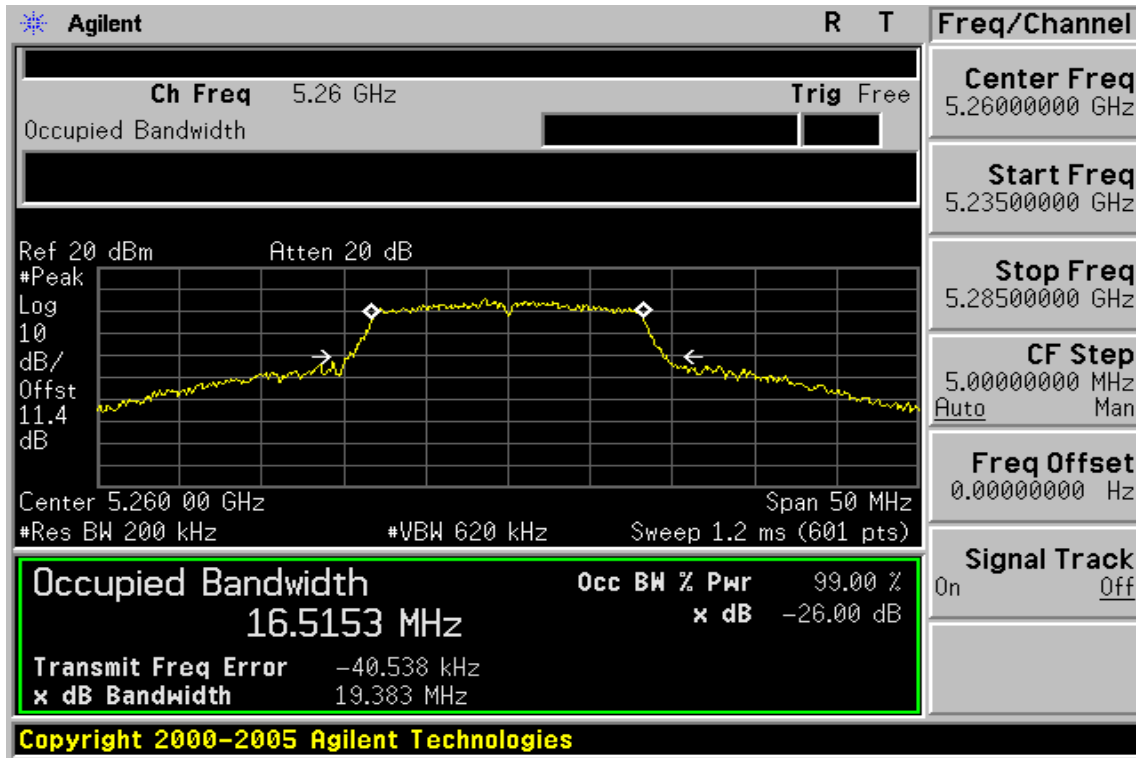 Agilent R T
Ch Freq 5.26 GHz Trig Free
Occupied Bandwidth
Ref 20 dBm Atten 20 dB
#Peak
Log
10
dB/
Offst
11.4
dB
Center 5.260 00 GHz Span 50 MHz
#Res BW 200 kHz #VBW 620 kHz Sweep 1.2 ms (601 pts)
Occupied Bandwidth
16.5153 MHz
Occ BW % Pwr 99.00 %
x dB -26.00 dB
Transmit Freq Error -40.538 kHz
x dB Bandwidth 19.383 MHz
Copyright 2000-2005 Agilent Technologies
Freq/Channel
Center Freq
5.26000000 GHz
Start Freq
5.23500000 GHz
Stop Freq
5.28500000 GHz
CF Step
5.00000000 MHz
Auto Man
Freq Offset
0.00000000 Hz
Signal Track
On Off